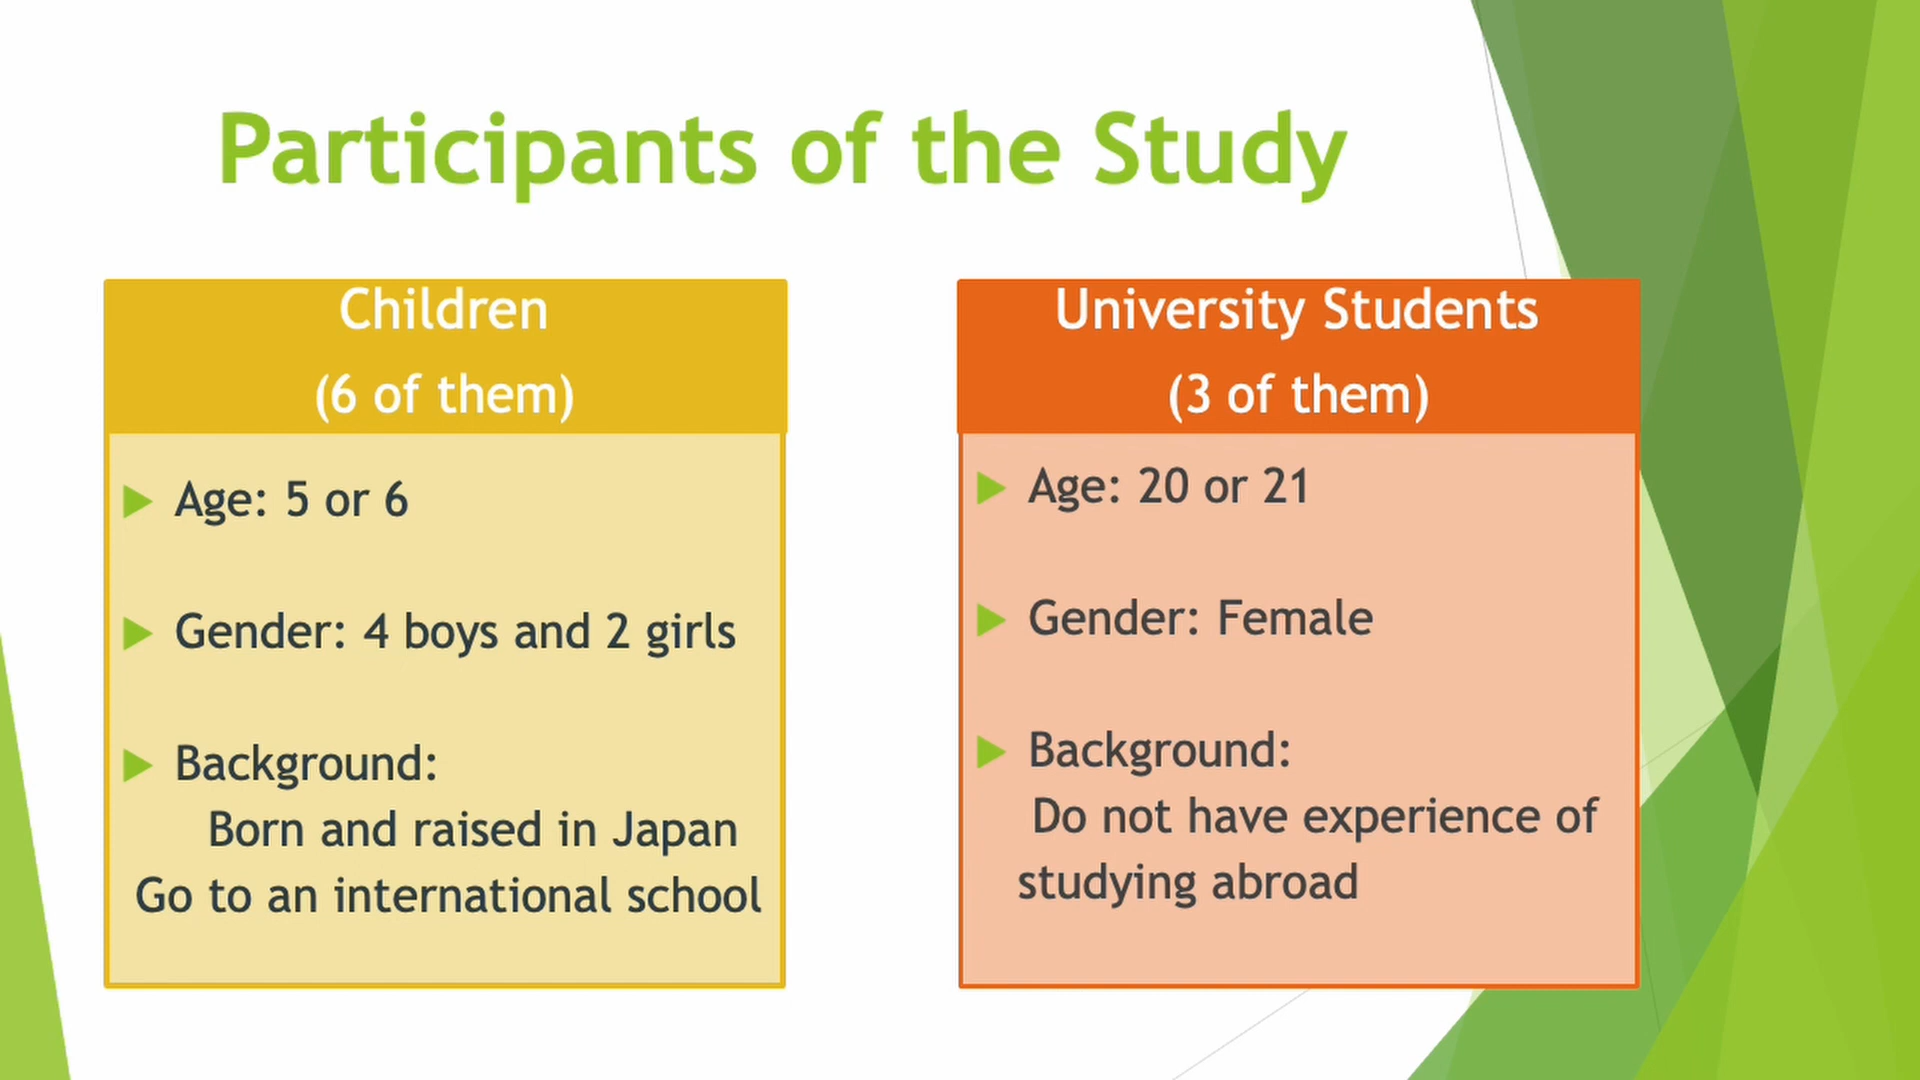 Participants of the Study
Children
(6 of them)
Age: 5 or 6
Gender: 4 boys and 2 girls
Background:
Born and raised in Japan
Go to an international school
University Students
(3 of them)
Age: 20 or 21
Gender: Female
Background:
Do not have experience of
studying abroad